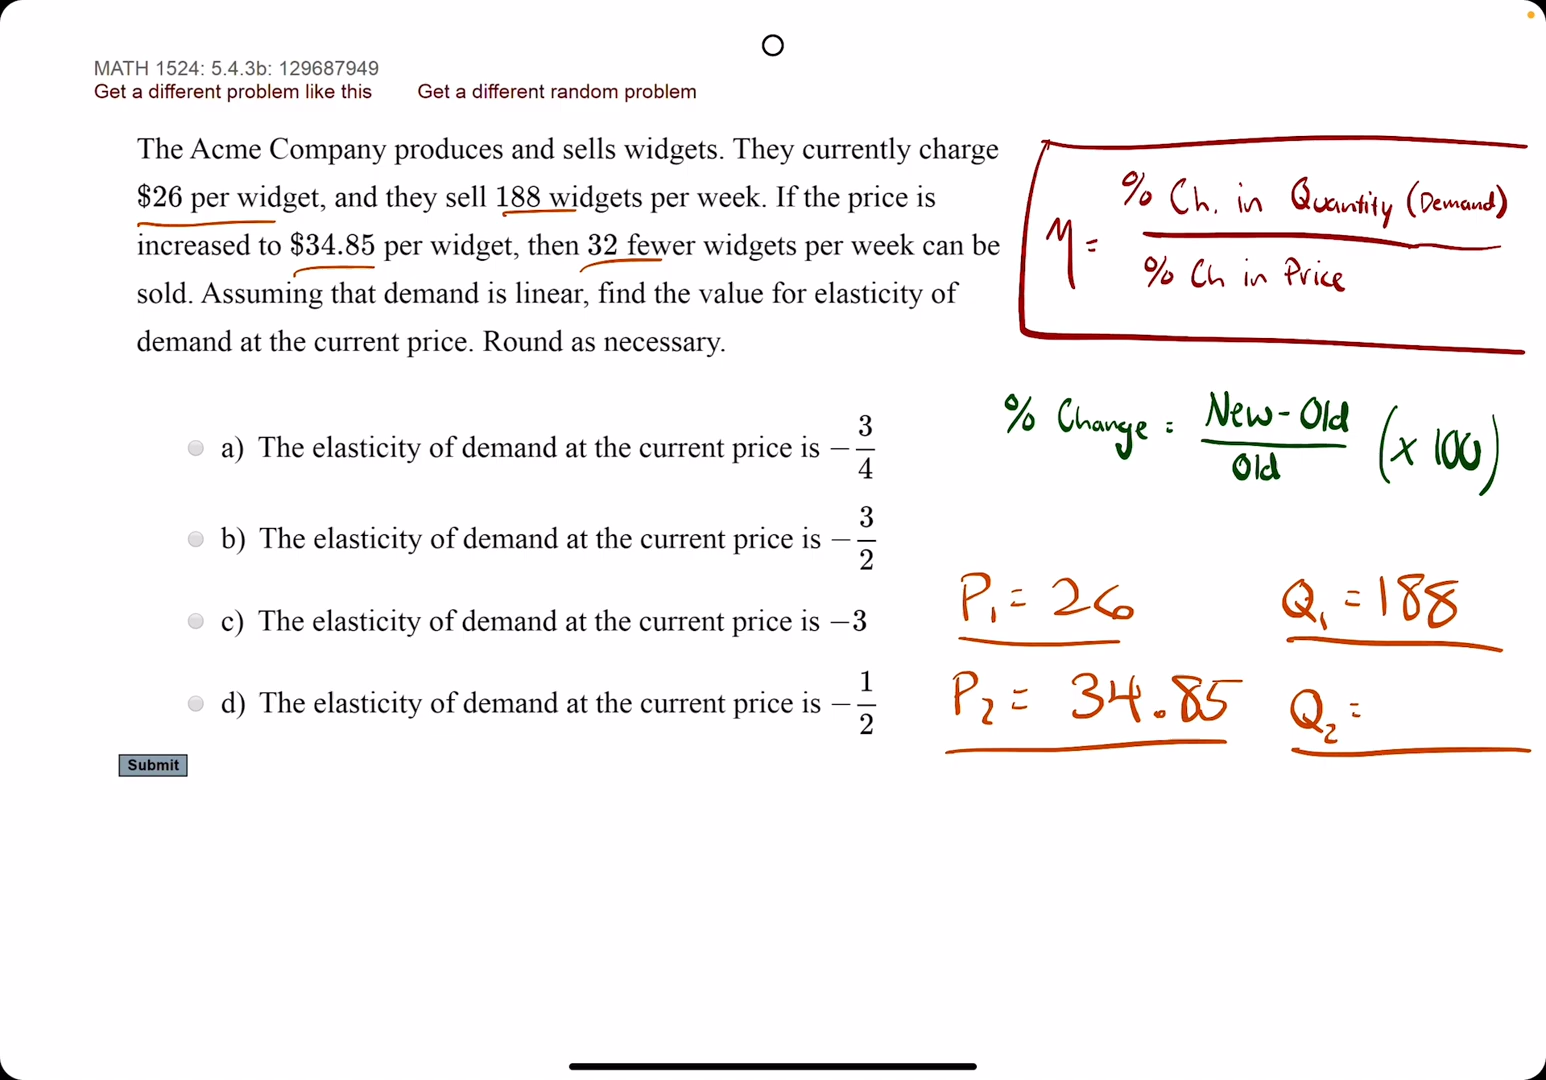 MATH 1524: 5.4.3b: 129687949
Get a different problem like this Get a different random problem
The Acme Company produces and sells widgets. They currently charge
$26 per widget, and they sell 188 widgets per week. If the price is
increased to $34.85 per widget, then 32 fewer widgets per week can be
sold. Assuming that demand is linear, find the value for elasticity of
demand at the current price. Round as necessary.
a) The elasticity of demand at the current price is −3/4
b) The elasticity of demand at the current price is −3/2
c) The elasticity of demand at the current price is −3
d) The elasticity of demand at the current price is −1/2
Submit
% Ch. in Quantity (Demand)
η =
% Ch in Price
% Change = New - Old / Old (x 100)
P₁ = 26 Q₁ = 188
P₂ = 34.85 Q₂ =